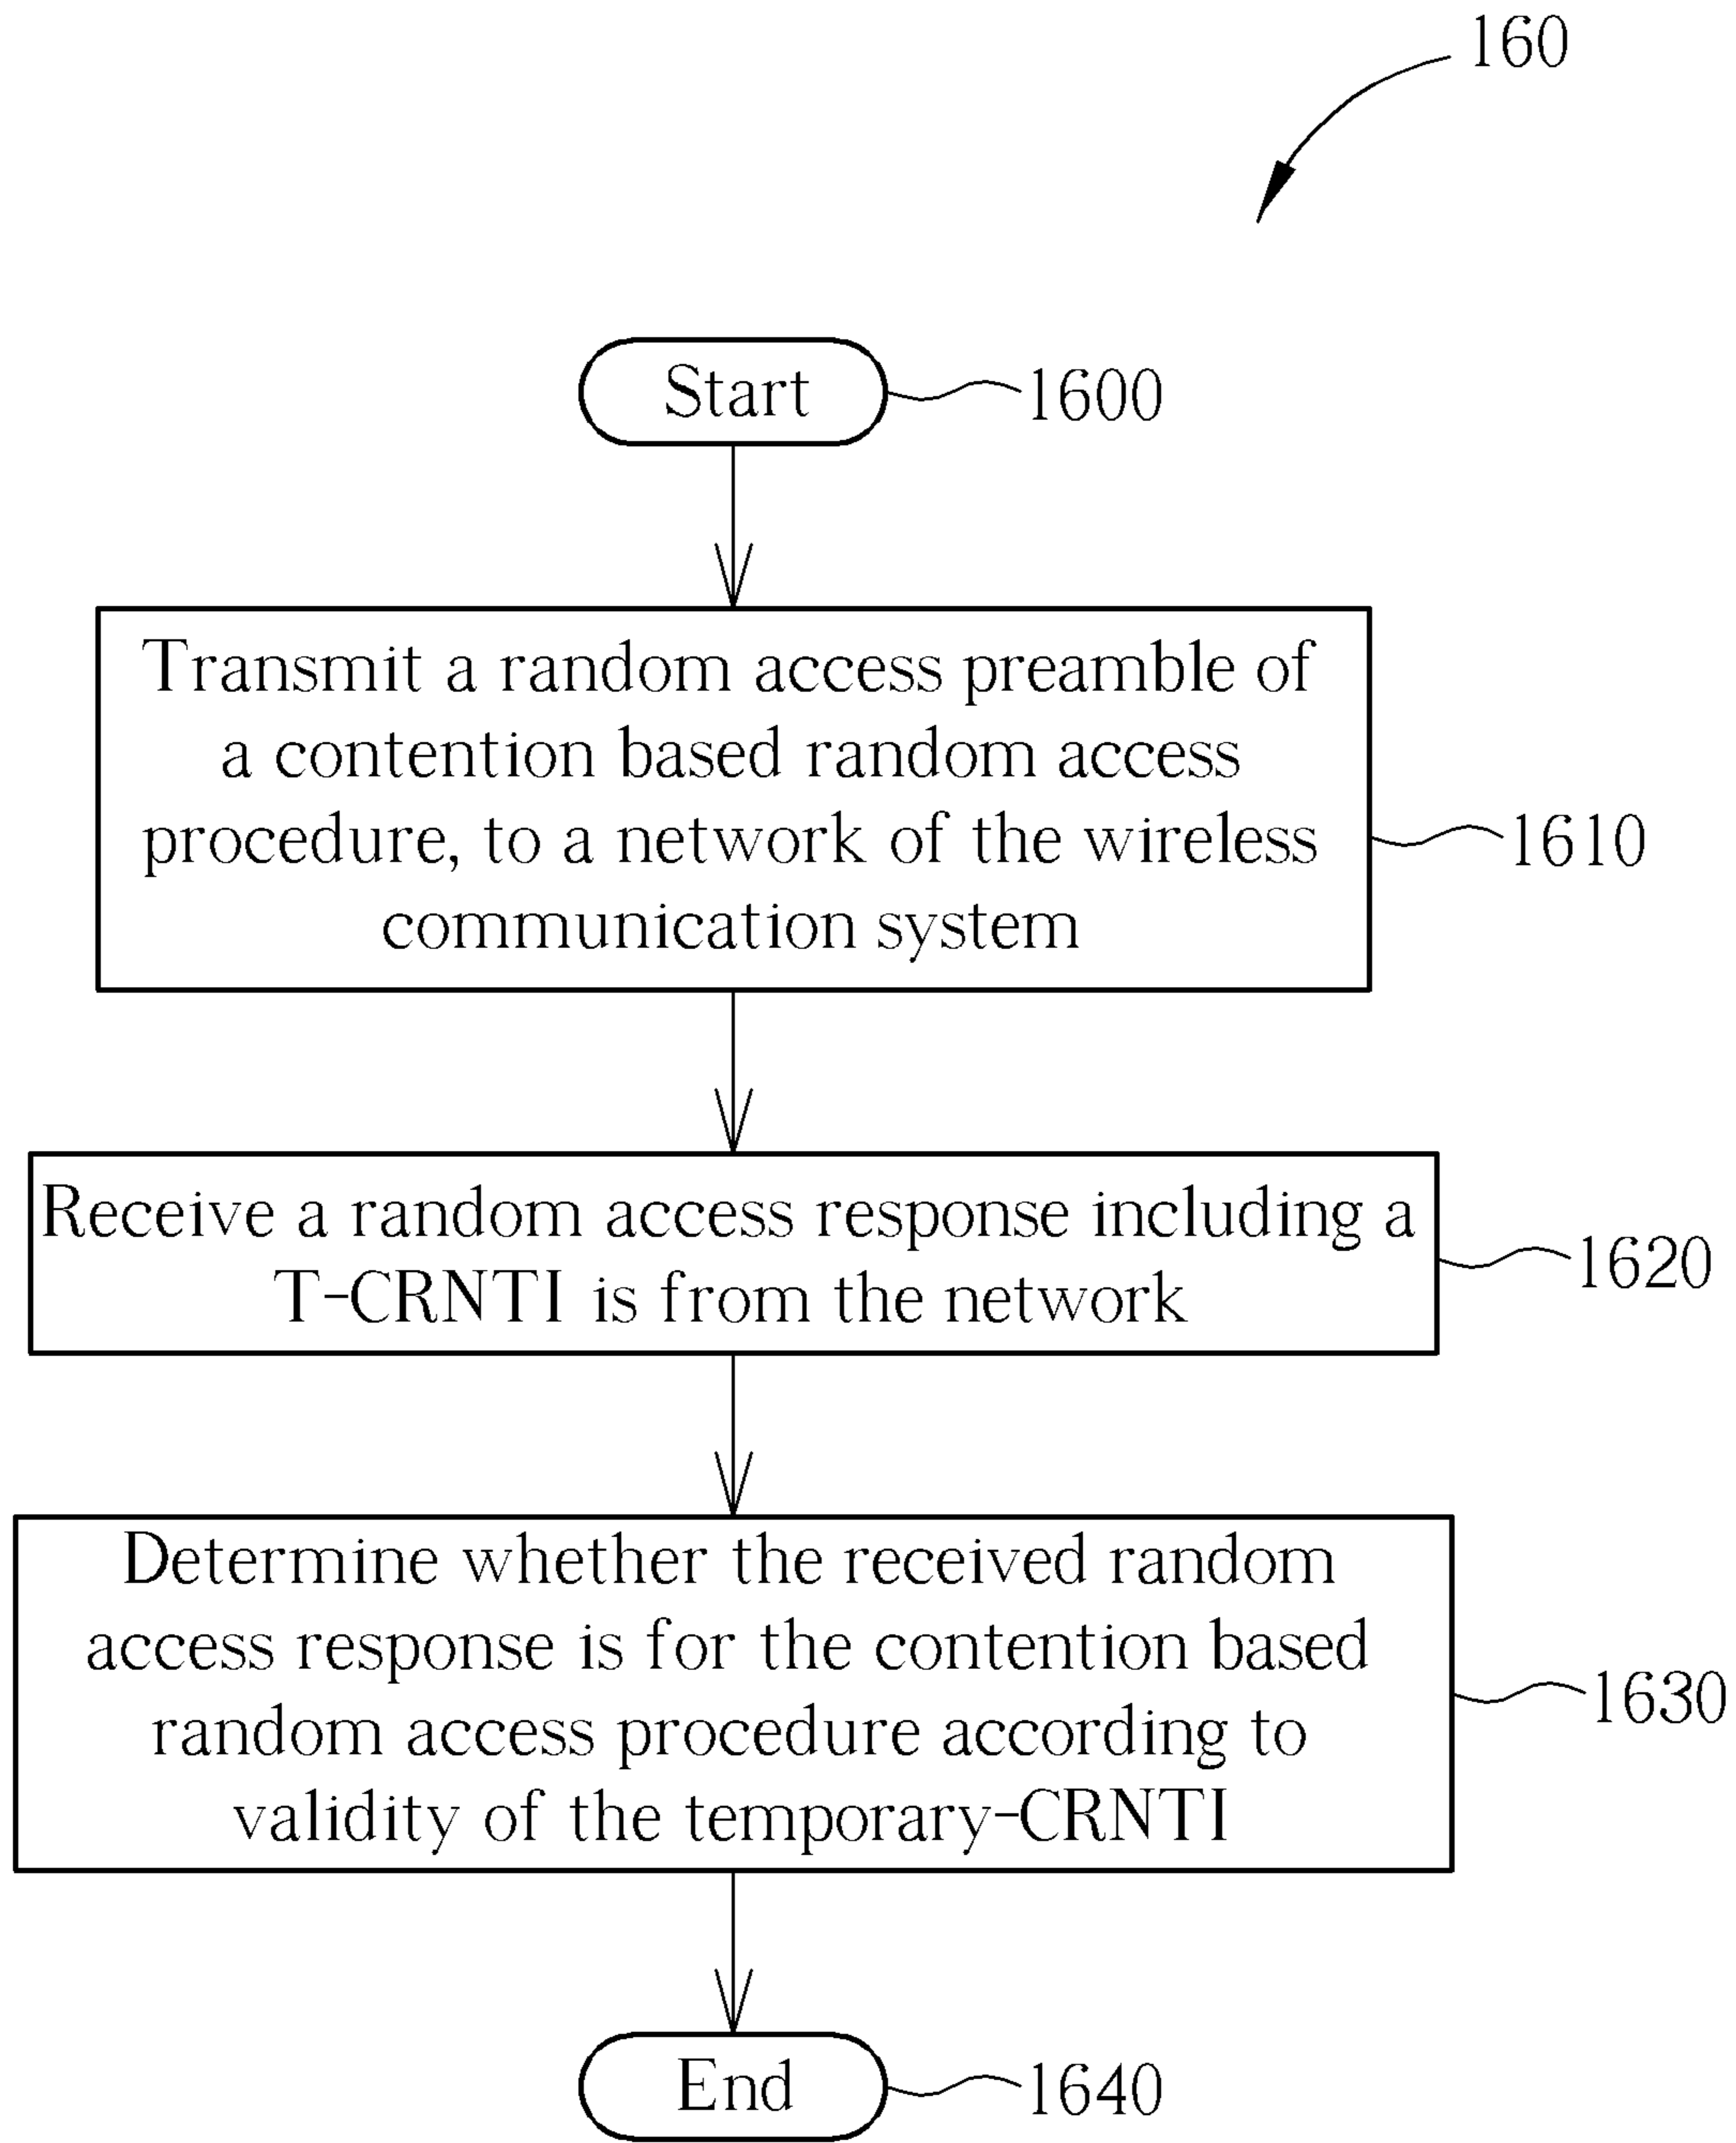 160
Start
1600
Transmit a random access preamble of
a contention based random access
procedure, to a network of the wireless
communication system
1610
Receive a random access response including a
T-CRNTI is from the network
1620
Determine whether the received random
access response is for the contention based
random access procedure according to
validity of the temporary-CRNTI
1630
End
1640